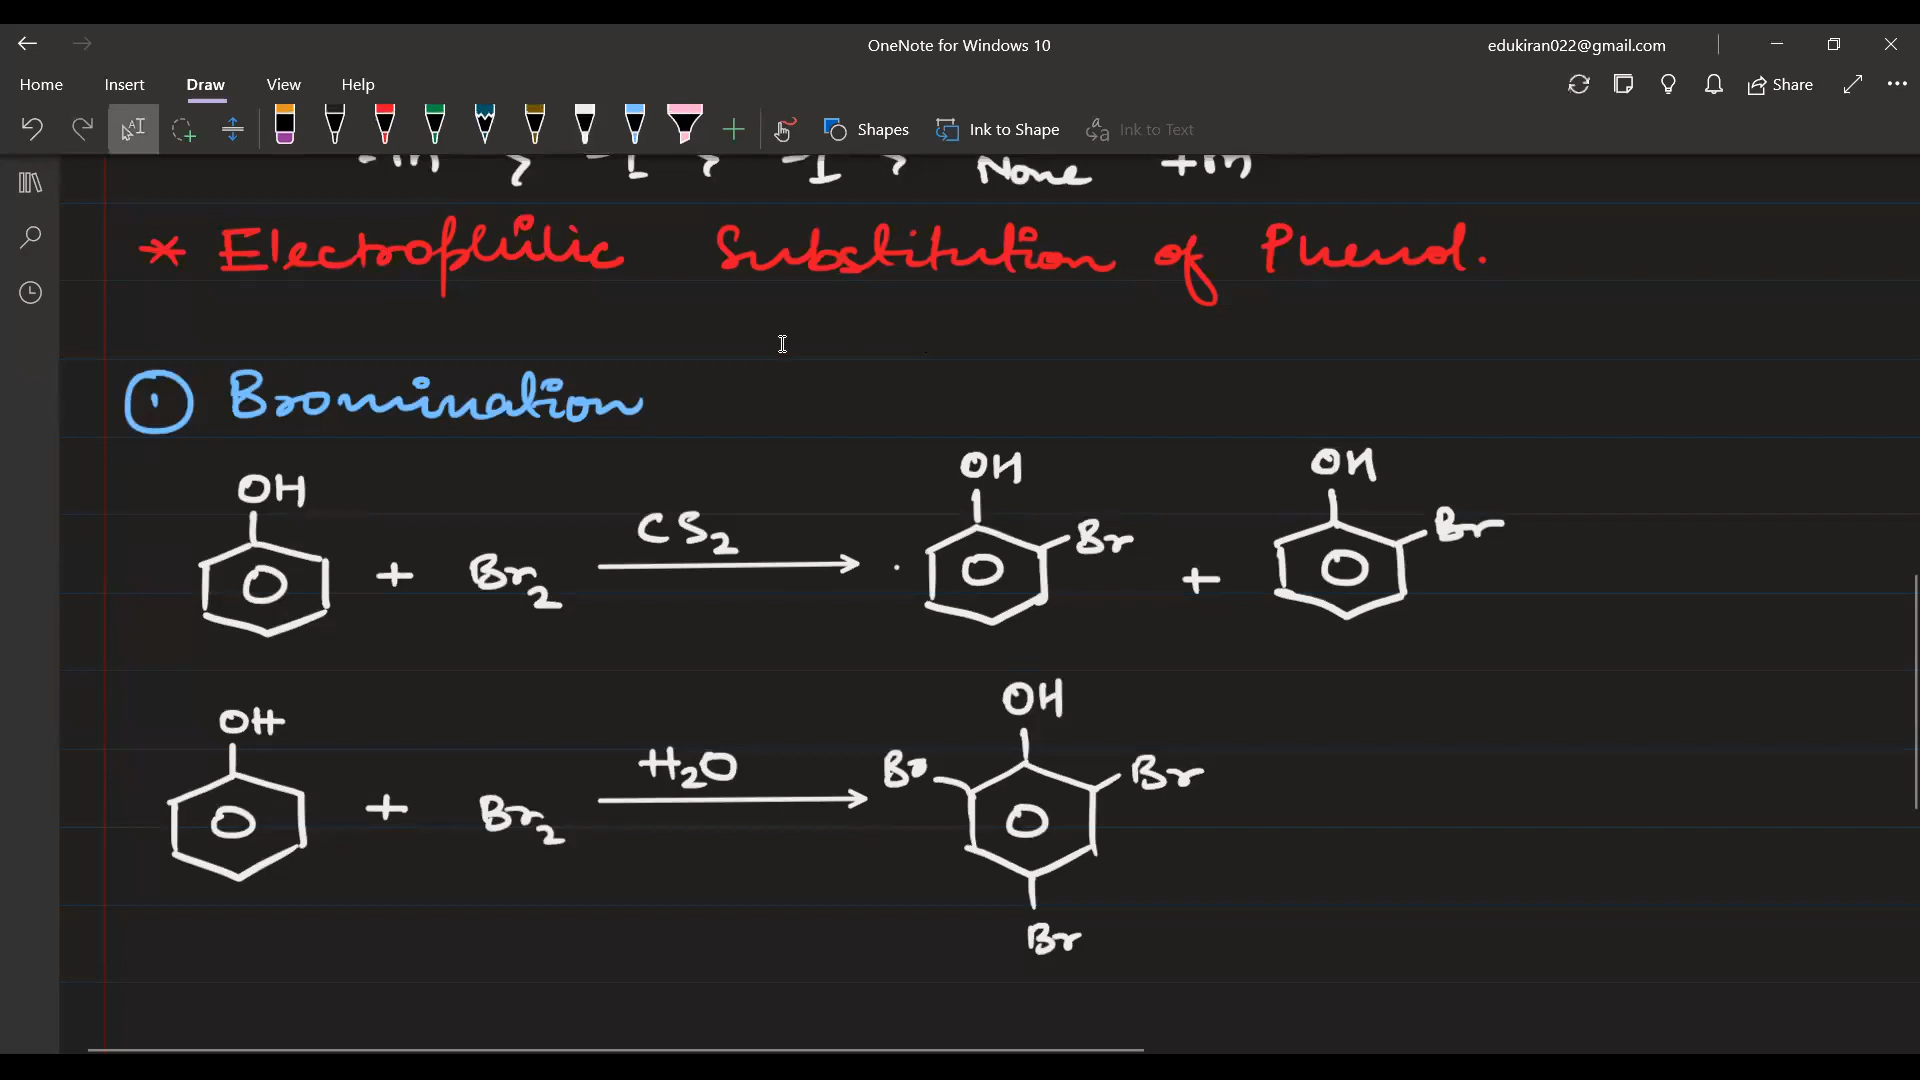 OneNote for Windows 10
edukiran022@gmail.com
Home Insert Draw View Help
Share
Shapes Ink to Shape Ink to Text
-m > -I > -I > None +m
* Electrophilic Substitution of Phenol.
① Bromination
OH
+ Br2 CS2 → OH Br + OH Br
OH
+ Br2 H2O → OH Br Br
Br